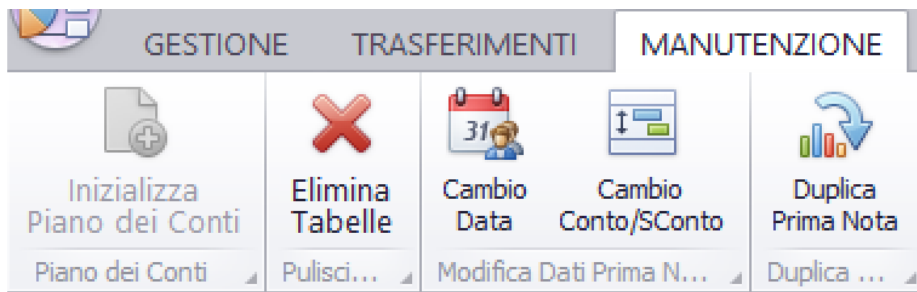 GESTIONE TRASFERIMENTI MANUTENZIONE
31
Inizializza
Piano dei Conti
Elimina
Tabelle
Cambio
Data
Cambio
Conto/SConto
Duplica
Prima Nota
Piano dei Conti Pulisci... Modifica Dati Prima N... Duplica ...